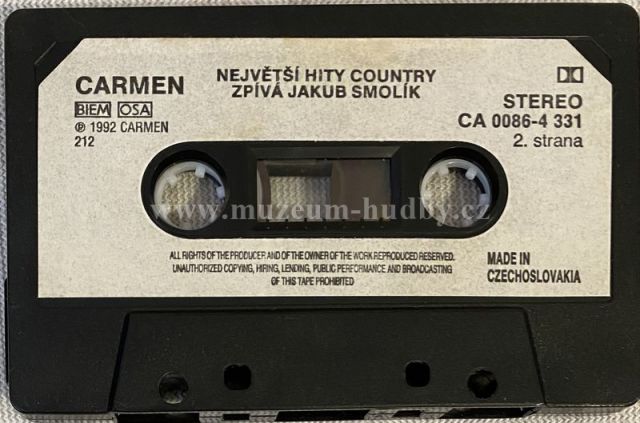 CARMEN
BIEM OSA
℗ 1992 CARMEN
212
NEJVĚTŠÍ HITY COUNTRY
ZPÍVÁ JAKUB SMOLÍK
STEREO
CA 0086-4 331
2. strana
www.muzeum-hudby.cz
ALL RIGHTS OF THE PRODUCER AND OF THE OWNER OF THE WORK REPRODUCED RESERVED.
UNAUTHORIZED COPYING, HIRING, LENDING, PUBLIC PERFORMANCE AND BROADCASTING
OF THIS TAPE PROHIBITED
MADE IN
CZECHOSLOVAKIA